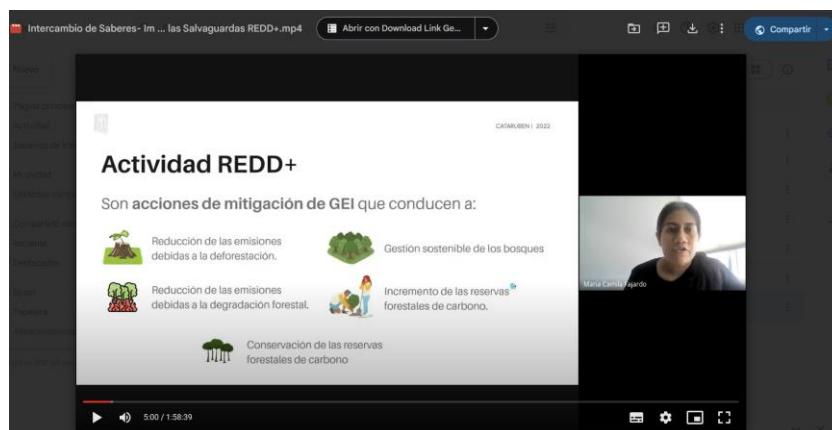 Intercambio de Saberes- Im ... las Salvaguardas REDD+.mp4
Abrir con Download Link Ge...
Compartir
Nuevo
CATARUBEN | 2022
Actividad REDD+
Son acciones de mitigación de GEI que conducen a:
Reducción de las emisiones
debidas a la deforestación.
Gestión sostenible de los bosques
Reducción de las emisiones
debidas a la degradación forestal.
Incremento de las reservas
forestales de carbono.
Conservación de las reservas
forestales de carbono
Maria Camila Fajardo
5:00 / 1:58:39